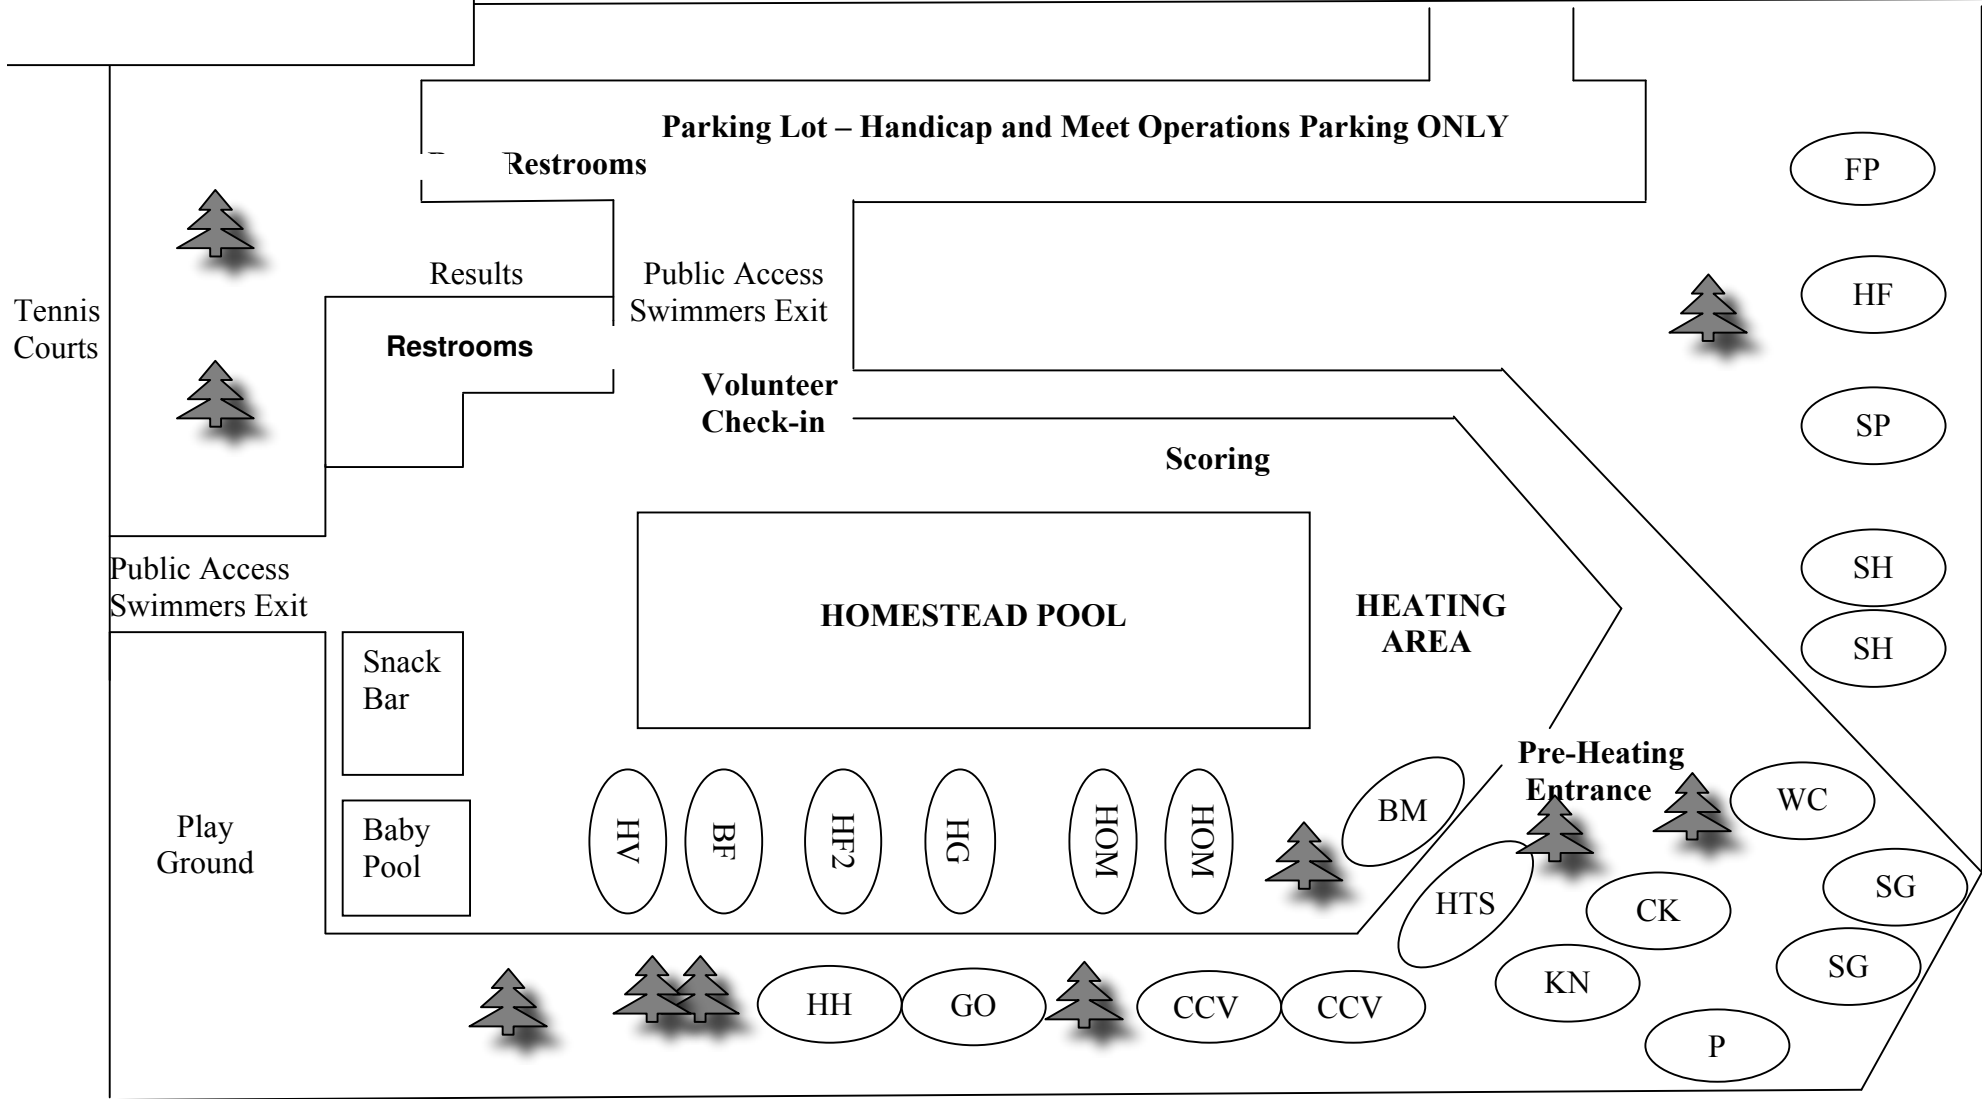 Parking Lot – Handicap and Meet Operations Parking ONLY
Restrooms
FP
Results
Public Access
Swimmers Exit
HF
Tennis
Courts
Restrooms
Volunteer
Check-in
SP
Scoring
Public Access
Swimmers Exit
SH
HOMESTEAD POOL
HEATING
AREA
SH
Snack
Bar
Pre-Heating
Entrance
WC
Play
Ground
Baby
Pool
HV
BF
HF2
HG
HOM
HOM
BM
HTS
CK
SG
KN
SG
HH
GO
CCV
CCV
P